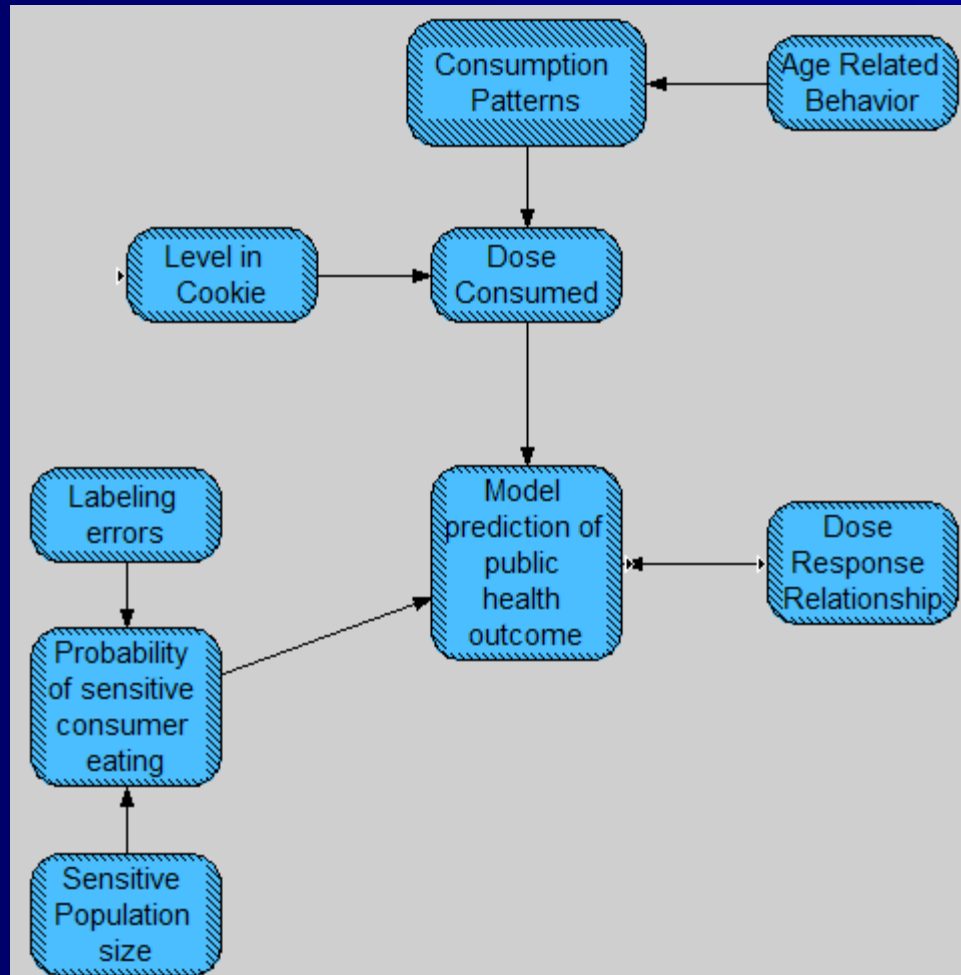 Consumption
Patterns
Age Related
Behavior
Level in
Cookie
Dose
Consumed
Labeling
errors
Model
prediction of
public
health
outcome
Dose
Response
Relationship
Probability
of sensitive
consumer
eating
Sensitive
Population
size